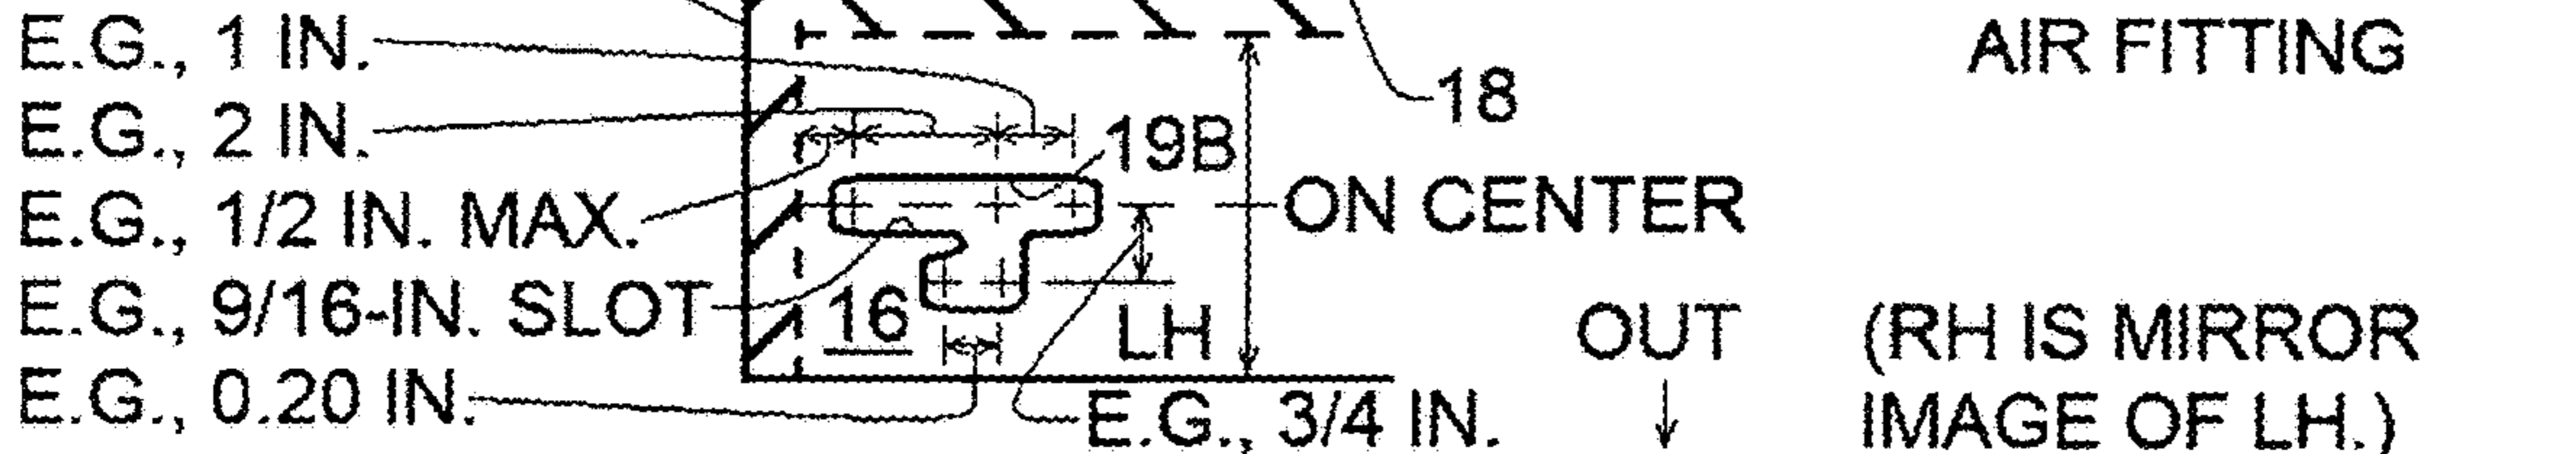 E.G., 1 IN.
AIR FITTING
18
E.G., 2 IN.
19B
E.G., 1/2 IN. MAX.
ON CENTER
E.G., 9/16-IN. SLOT
16
LH
OUT
(RH IS MIRROR
IMAGE OF LH.)
E.G., 0.20 IN.
E.G., 3/4 IN.